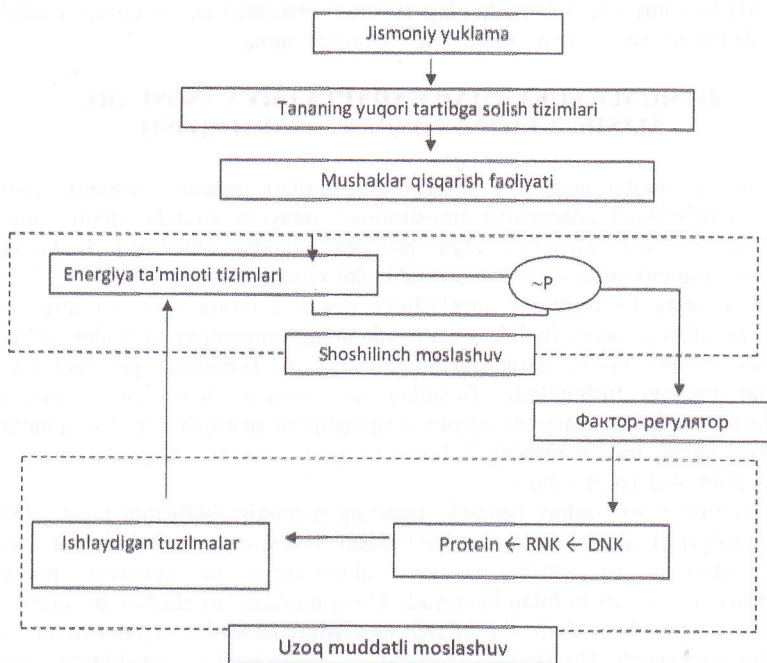 Jismoniy yuklama
Tananing yuqori tartibga solish tizimlari
Mushaklar qisqarish faoliyati
Energiya ta'minoti tizimlari
~P
Shoshilinch moslashuv
Фактор-регулятор
Ishlaydigan tuzilmalar
Protein ← RNK ← DNK
Uzoq muddatli moslashuv